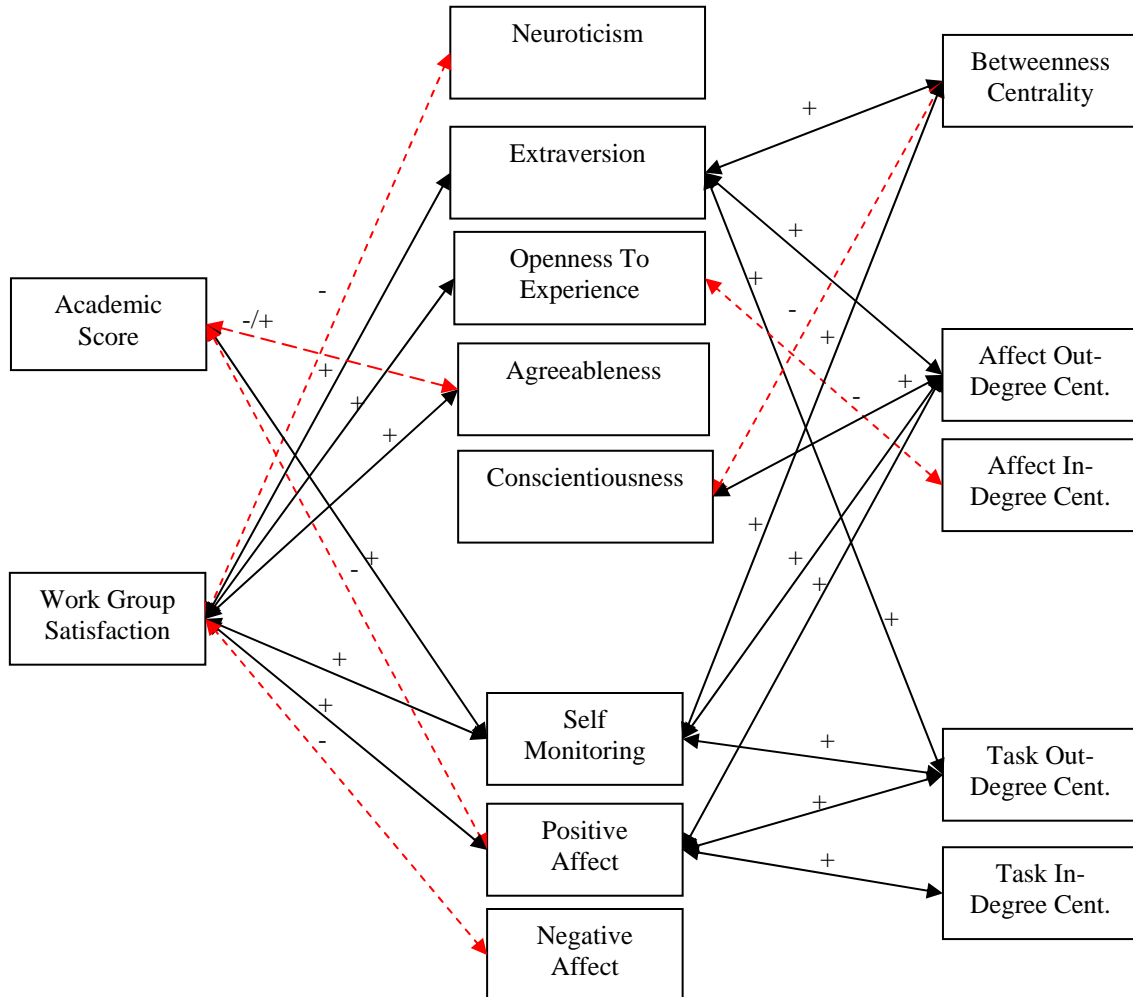 Neuroticism
Betweenness
Centrality
+
Extraversion
+
Openness To
Experience
+
-
Academic
Score
-/+
-
+
Agreeableness
Affect Out-
Degree Cent.
+
+
+
-
+
Conscientiousness
Affect In-
Degree Cent.
+
+
-
+
+
Work Group
Satisfaction
+
+
+
-
Self
Monitoring
+
Task Out-
Degree Cent.
+
Positive
Affect
+
Task In-
Degree Cent.
Negative
Affect